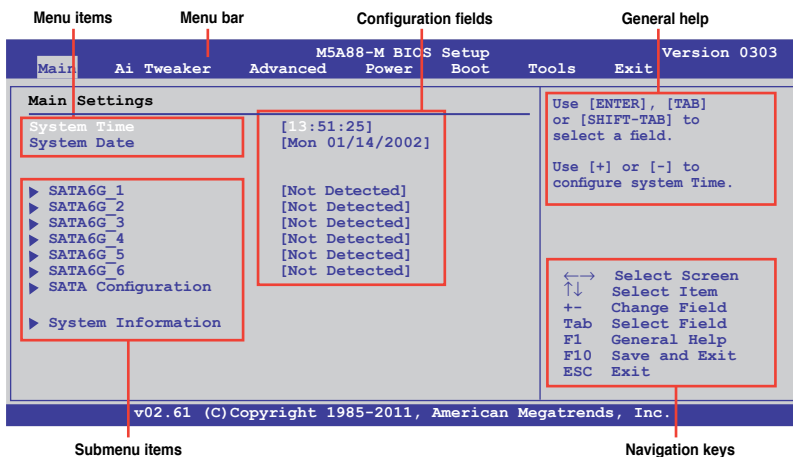 Menu items Menu bar Configuration fields General help
M5A88-M BIOS Setup Version 0303
Main Ai Tweaker Advanced Power Boot Tools Exit
Main Settings
System Time [13:51:25]
System Date [Mon 01/14/2002]
SATA6G_1 [Not Detected]
SATA6G_2 [Not Detected]
SATA6G_3 [Not Detected]
SATA6G_4 [Not Detected]
SATA6G_5 [Not Detected]
SATA6G_6 [Not Detected]
SATA Configuration
System Information
Use [ENTER], [TAB]
or [SHIFT-TAB] to
select a field.
Use [+] or [-] to
configure system Time.
←→ Select Screen
↑↓ Select Item
+- Change Field
Tab Select Field
F1 General Help
F10 Save and Exit
ESC Exit
v02.61 (C)Copyright 1985-2011, American Megatrends, Inc.
Submenu items Navigation keys